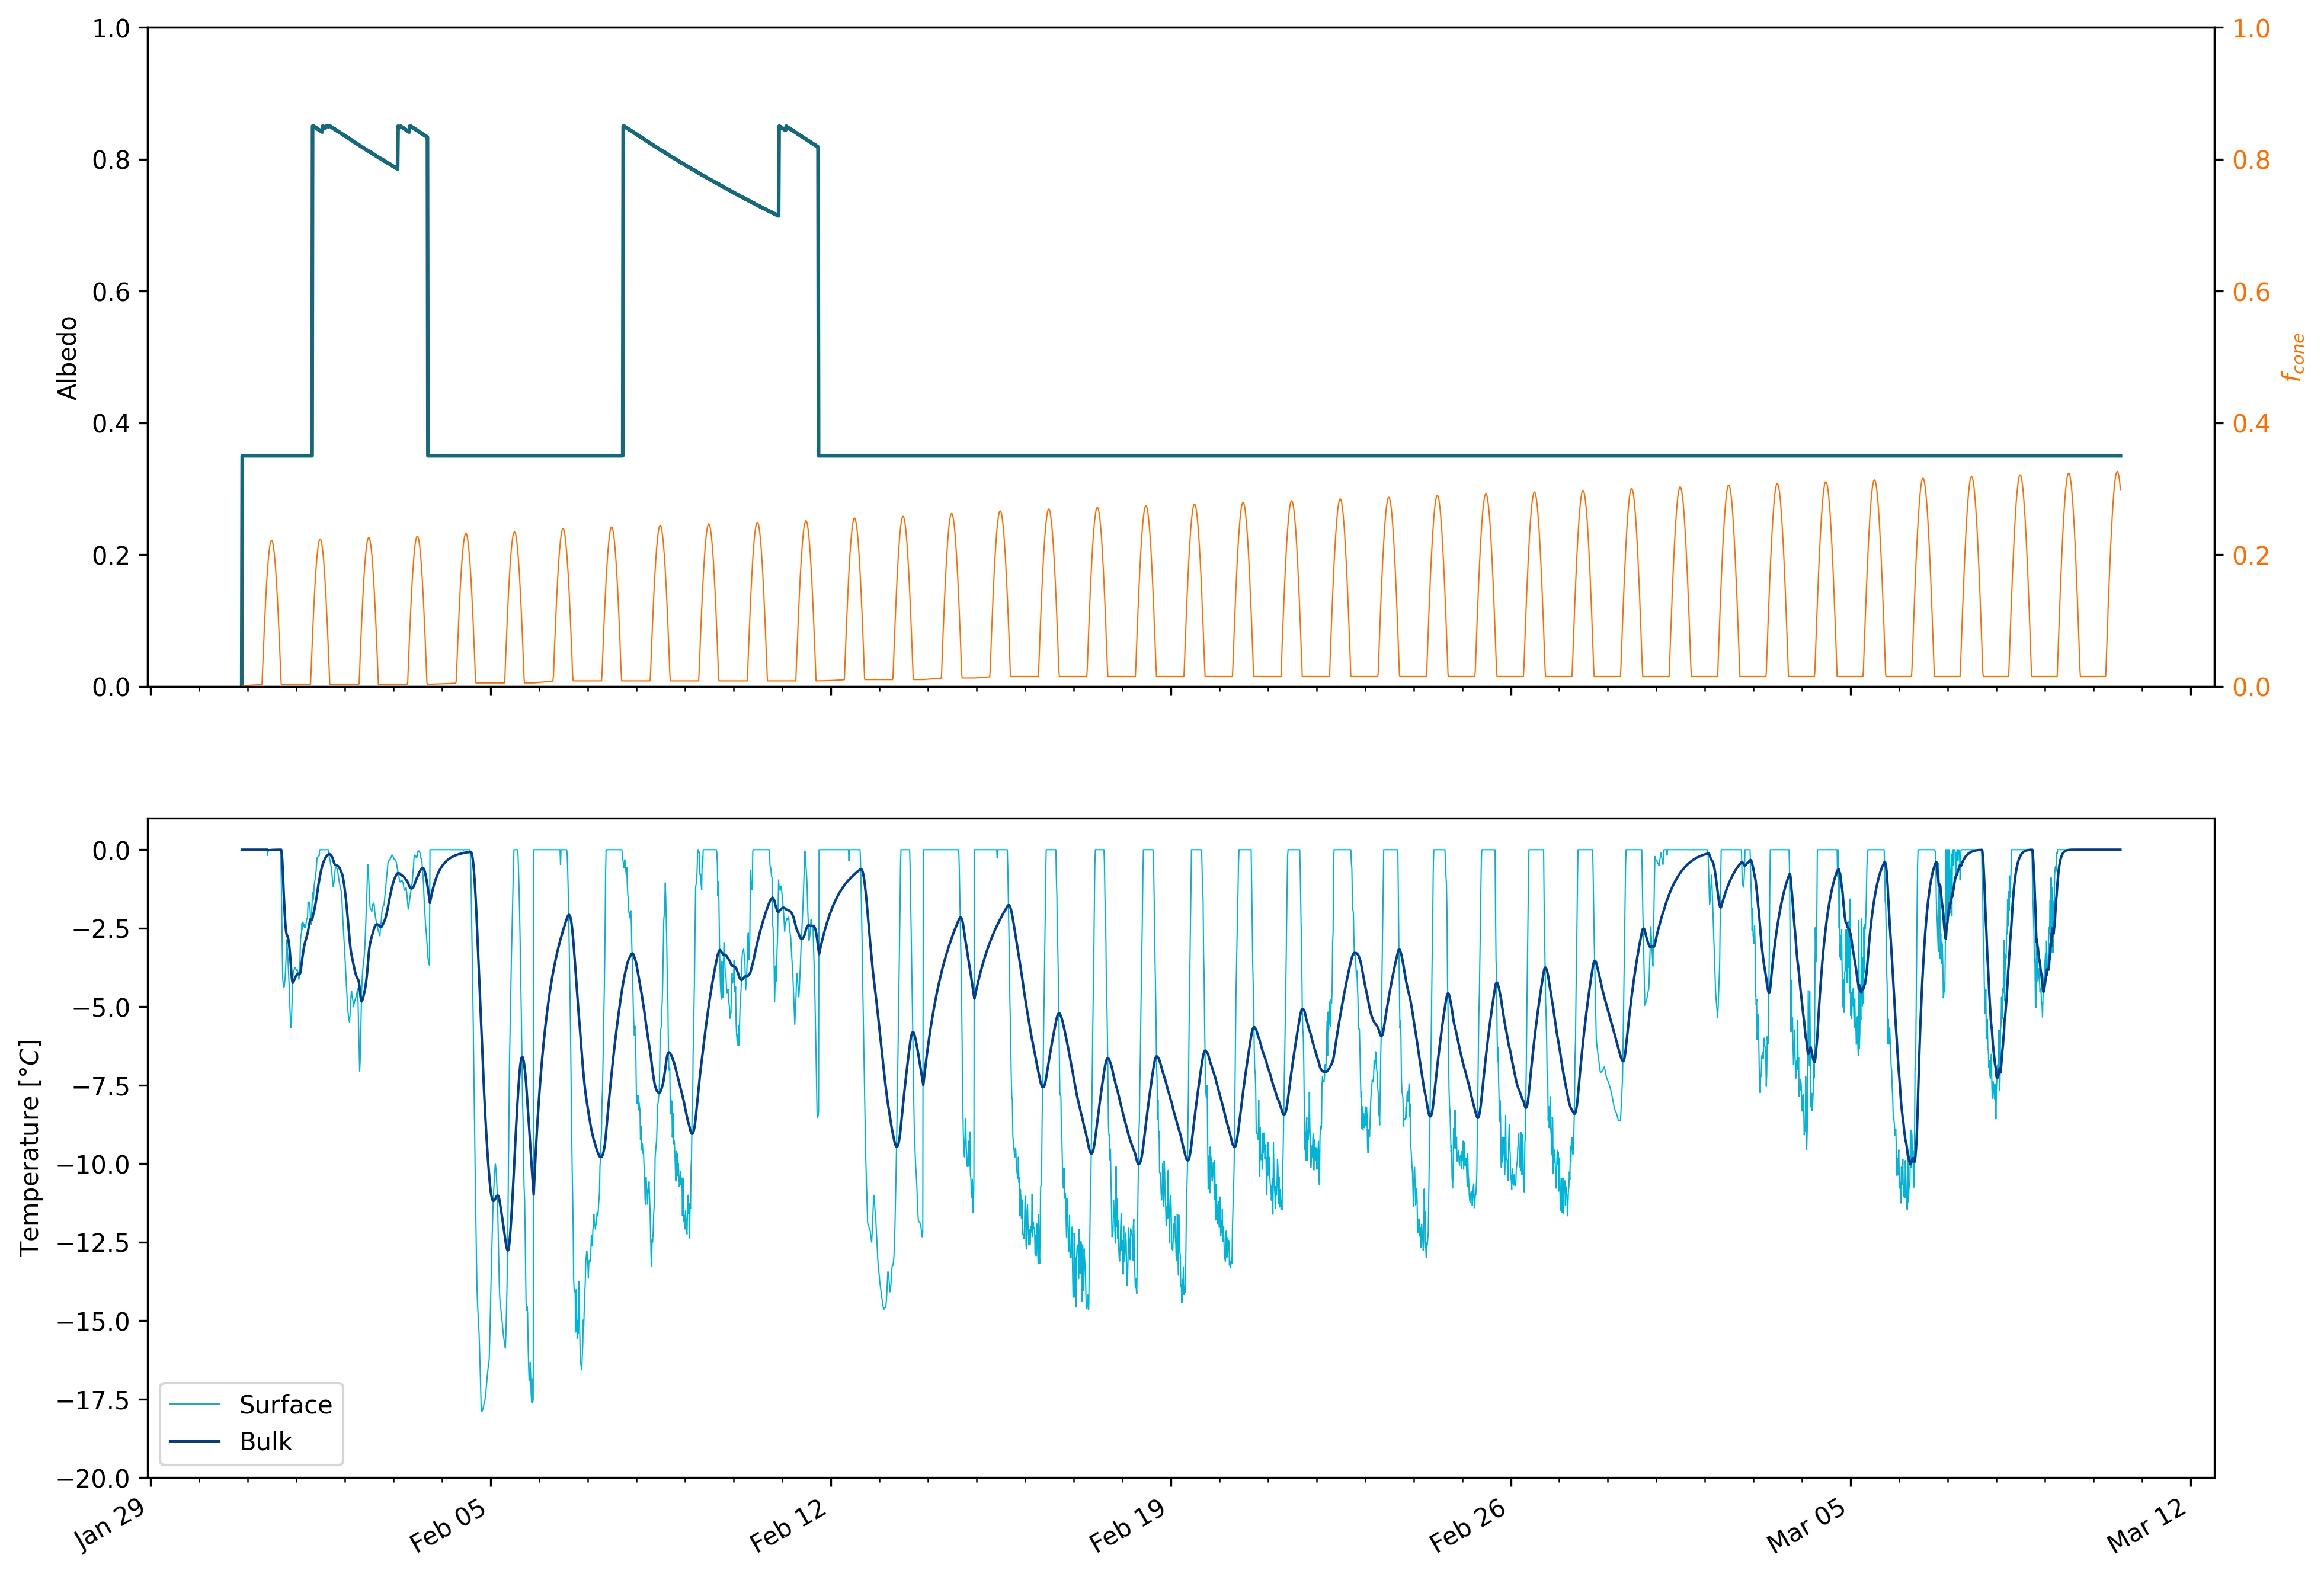 1.0
0.8
0.6
0.4
0.2
0.0
Albedo
1.0
0.8
0.6
0.4
0.2
0.0
f_cone
0.0
−2.5
−5.0
−7.5
−10.0
−12.5
−15.0
−17.5
−20.0
Temperature [°C]
Surface
Bulk
Jan 29
Feb 05
Feb 12
Feb 19
Feb 26
Mar 05
Mar 12